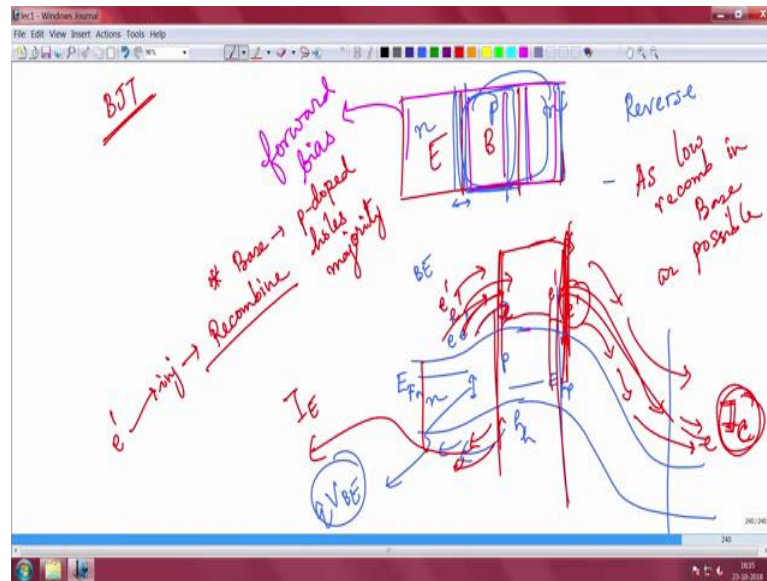 lec1 - Windows Journal
File Edit View Insert Actions Tools Help
90%
BJT
forward
bias
n
E
P
B
n
Reverse
- As low
recomb in
Base
as possible
* Base → p-doped
holes
majority
e → inj → Recombine
BE
e
e
e
e
e
P
E
EFn
n
p
h
IE
qVBE
e
IC
240/240
240
16:35
23-10-2018